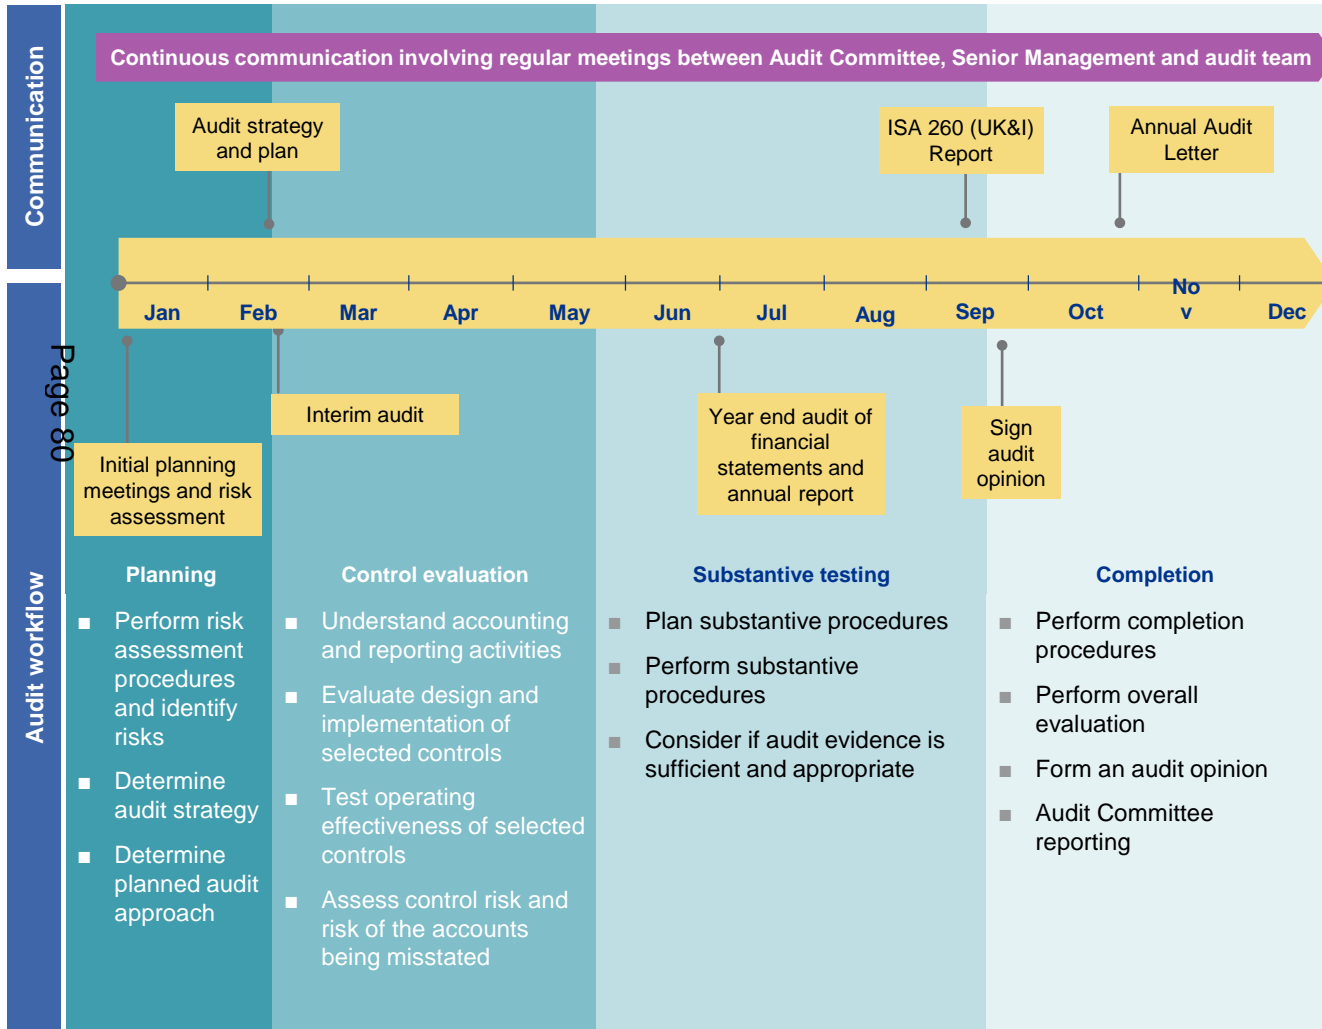 Communication
Continuous communication involving regular meetings between Audit Committee, Senior Management and audit team
Audit strategy
and plan
ISA 260 (UK&I)
Report
Annual Audit
Letter
Jan
Feb
Mar
Apr
May
Jun
Jul
Aug
Sep
Oct
No
v
Dec
Page 80
Initial planning
meetings and risk
assessment
Interim audit
Year end audit of
financial
statements and
annual report
Sign
audit
opinion
Audit workflow
Planning
■ Perform risk
assessment
procedures
and identify
risks
■ Determine
audit strategy
■ Determine
planned audit
approach
Control evaluation
■ Understand accounting
and reporting activities
■ Evaluate design and
implementation of
selected controls
■ Test operating
effectiveness of selected
controls
■ Assess control risk and
risk of the accounts
being misstated
Substantive testing
■ Plan substantive procedures
■ Perform substantive
procedures
■ Consider if audit evidence is
sufficient and appropriate
Completion
■ Perform completion
procedures
■ Perform overall
evaluation
■ Form an audit opinion
■ Audit Committee
reporting